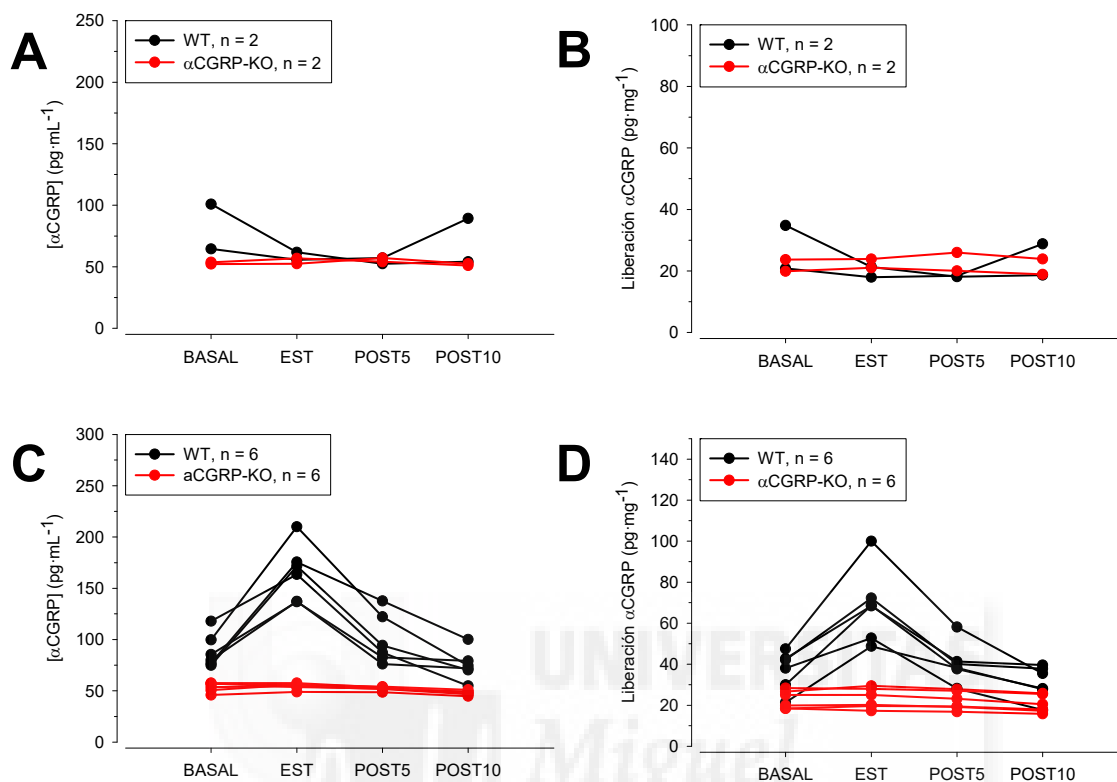 A
[αCGRP] (pg·mL⁻¹)
250
200
150
100
50
0
WT, n = 2
αCGRP-KO, n = 2
BASAL EST POST5 POST10
B
Liberación αCGRP (pg·mg⁻¹)
100
80
60
40
20
0
WT, n = 2
αCGRP-KO, n = 2
BASAL EST POST5 POST10
C
[αCGRP] (pg·mL⁻¹)
300
250
200
150
100
50
0
WT, n = 6
aCGRP-KO, n = 6
BASAL EST POST5 POST10
D
Liberación αCGRP (pg·mg⁻¹)
140
120
100
80
60
40
20
0
WT, n = 6
αCGRP-KO, n = 6
BASAL EST POST5 POST10
Miguel